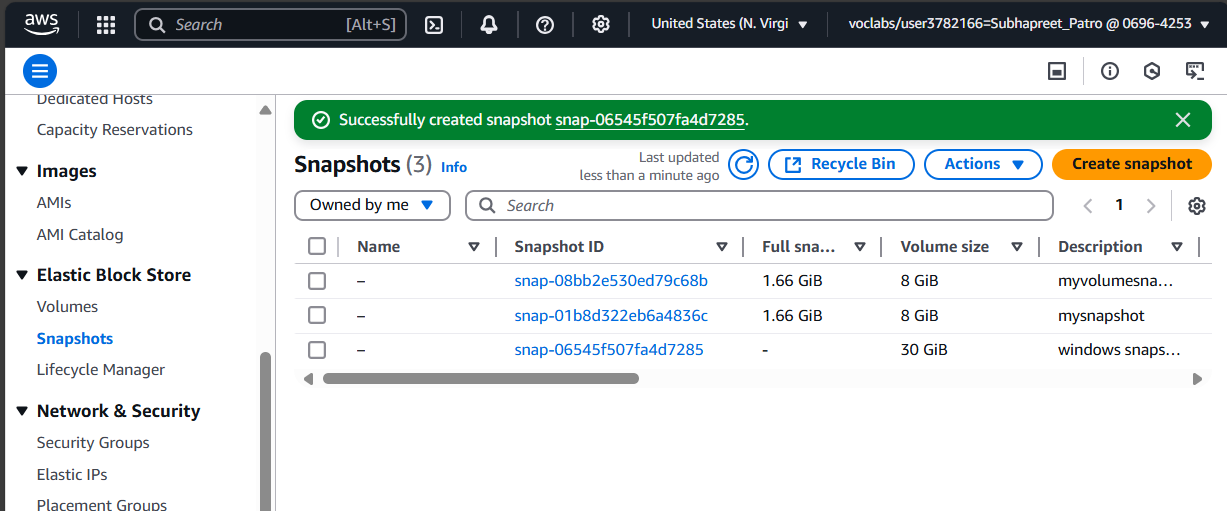 aws
Search [Alt+S]
United States (N. Virgi
voclabs/user3782166=Subhapreet_Patro @ 0696-4253
Dedicated Hosts
Capacity Reservations
Images
AMIs
AMI Catalog
Elastic Block Store
Volumes
Snapshots
Lifecycle Manager
Network & Security
Security Groups
Elastic IPs
Placement Groups
Successfully created snapshot snap-06545f507fa4d7285.
Snapshots (3) Info
Last updated
less than a minute ago
Recycle Bin
Actions
Create snapshot
Owned by me
Search
1
Name Snapshot ID Full sna... Volume size Description
– snap-08bb2e530ed79c68b 1.66 GiB 8 GiB myvolumesna...
– snap-01b8d322eb6a4836c 1.66 GiB 8 GiB mysnapshot
– snap-06545f507fa4d7285 - 30 GiB windows snaps...